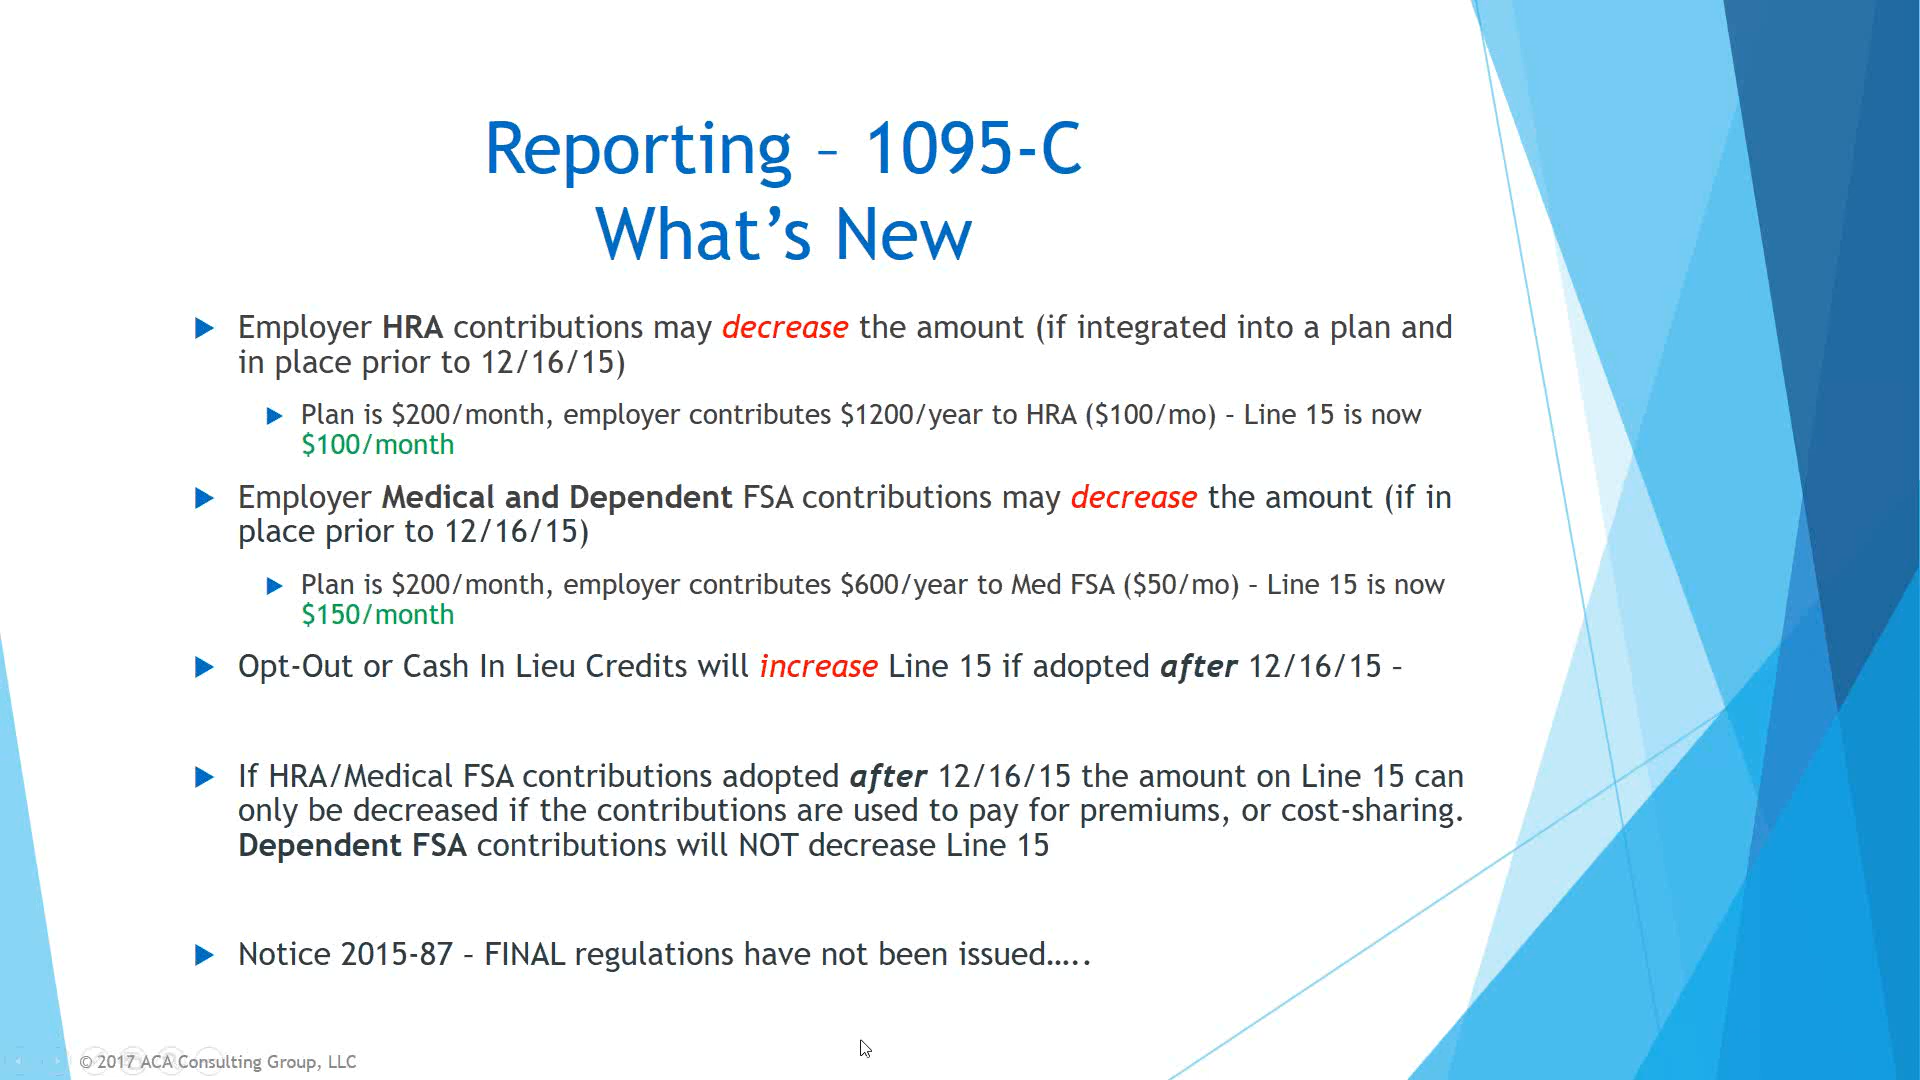 Reporting – 1095-C
What’s New
Employer HRA contributions may decrease the amount (if integrated into a plan and
in place prior to 12/16/15)
Plan is $200/month, employer contributes $1200/year to HRA ($100/mo) – Line 15 is now
$100/month
Employer Medical and Dependent FSA contributions may decrease the amount (if in
place prior to 12/16/15)
Plan is $200/month, employer contributes $600/year to Med FSA ($50/mo) – Line 15 is now
$150/month
Opt-Out or Cash In Lieu Credits will increase Line 15 if adopted after 12/16/15 –
If HRA/Medical FSA contributions adopted after 12/16/15 the amount on Line 15 can
only be decreased if the contributions are used to pay for premiums, or cost-sharing.
Dependent FSA contributions will NOT decrease Line 15
Notice 2015-87 – FINAL regulations have not been issued…..
© 2017 ACA Consulting Group, LLC